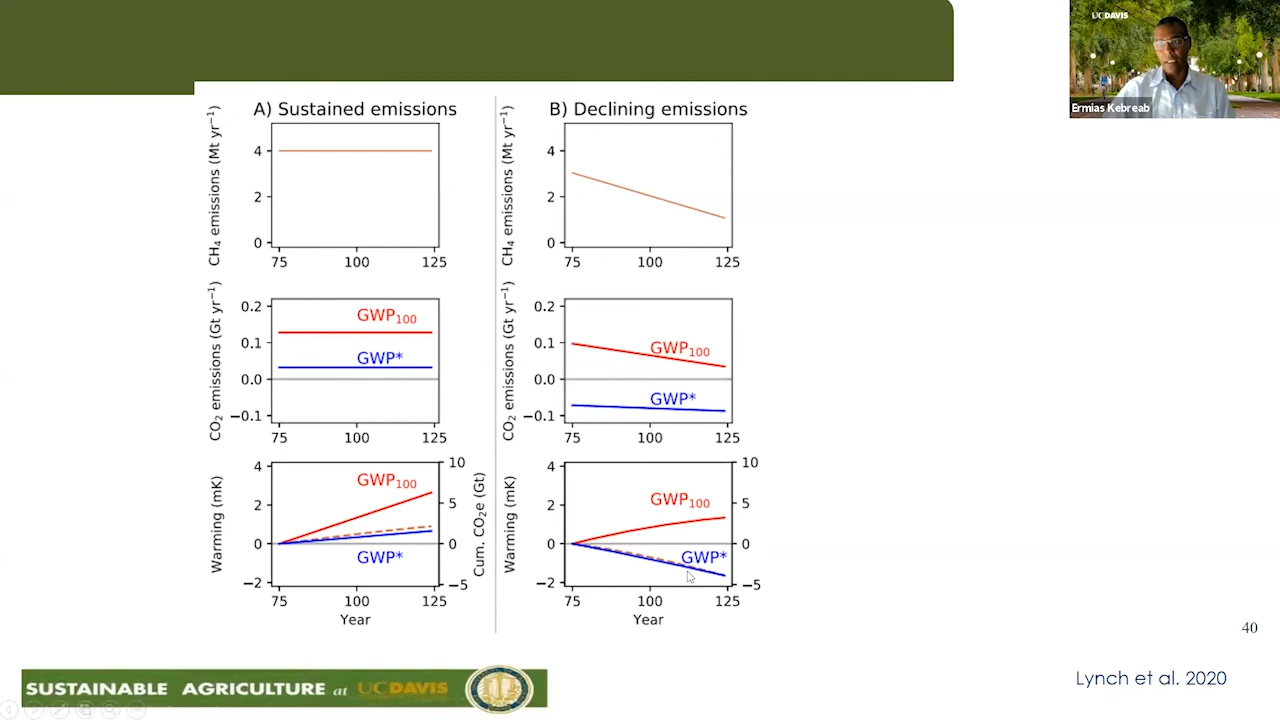 UCDAVIS
Ermias Kebreab
A) Sustained emissions
CH₄ emissions (Mt yr⁻¹)
4
2
0
75 100 125
CO₂ emissions (Gt yr⁻¹)
0.2
0.1
0.0
−0.1
GWP₁₀₀
GWP*
75 100 125
Warming (mK)
4
2
0
−2
GWP₁₀₀
GWP*
10
5
0
−5
Cum. CO₂e (Gt)
75 100 125
Year
B) Declining emissions
CH₄ emissions (Mt yr⁻¹)
4
2
0
75 100 125
CO₂ emissions (Gt yr⁻¹)
0.2
0.1
0.0
−0.1
GWP₁₀₀
GWP*
75 100 125
Warming (mK)
4
2
0
−2
GWP₁₀₀
GWP*
10
5
0
−5
75 100 125
Year
40
SUSTAINABLE AGRICULTURE at UCDAVIS
Lynch et al. 2020